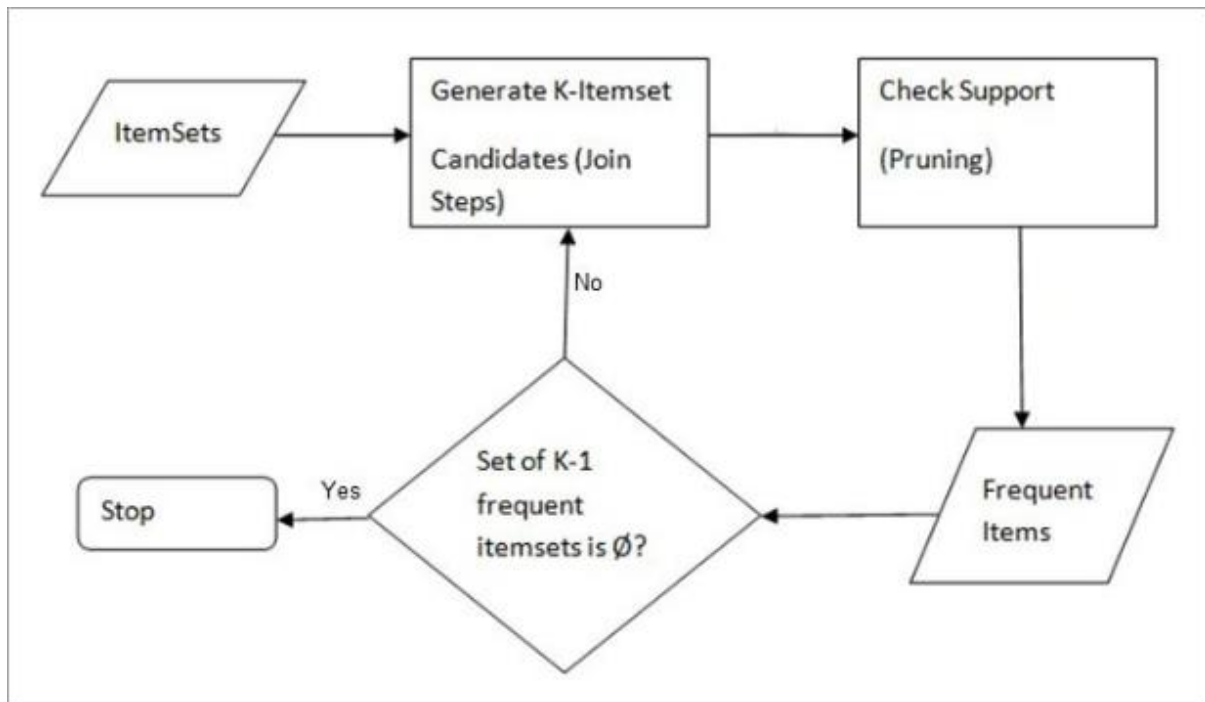 ItemSets
Generate K-Itemset
Candidates (Join
Steps)
Check Support
(Pruning)
No
Set of K-1
frequent
itemsets is Ø?
Yes
Stop
Frequent
Items